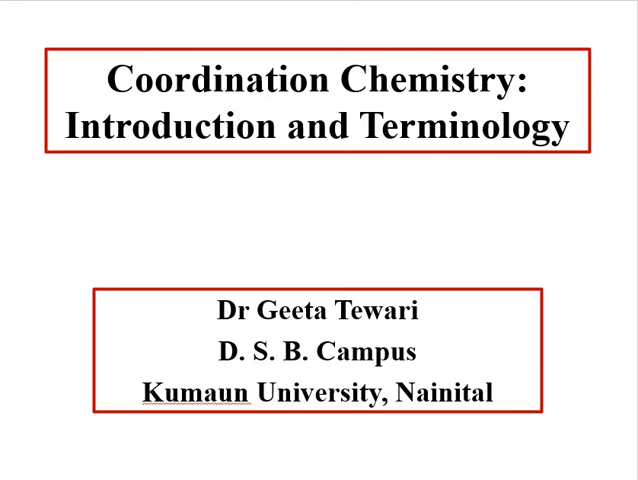 Coordination Chemistry:
Introduction and Terminology
Dr Geeta Tewari
D. S. B. Campus
Kumaun University, Nainital